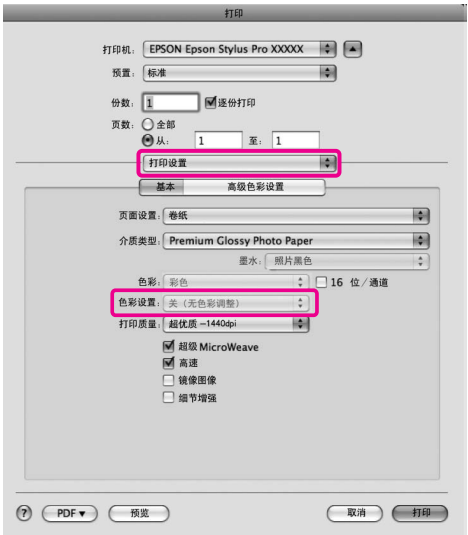 打印
打印机: EPSON Epson Stylus Pro XXXXX
预置: 标准
份数: 1 逐份打印
页数: 全部
从: 1 至: 1
打印设置
基本 高级色彩设置
页面设置: 卷纸
介质类型: Premium Glossy Photo Paper
墨水: 照片黑色
色彩: 彩色 16 位/通道
色彩设置: 关（无色彩调整）
打印质量: 超优质 -1440dpi
超级 MicroWeave
高速
镜像图像
细节增强
? PDF▼ 预览 取消 打印